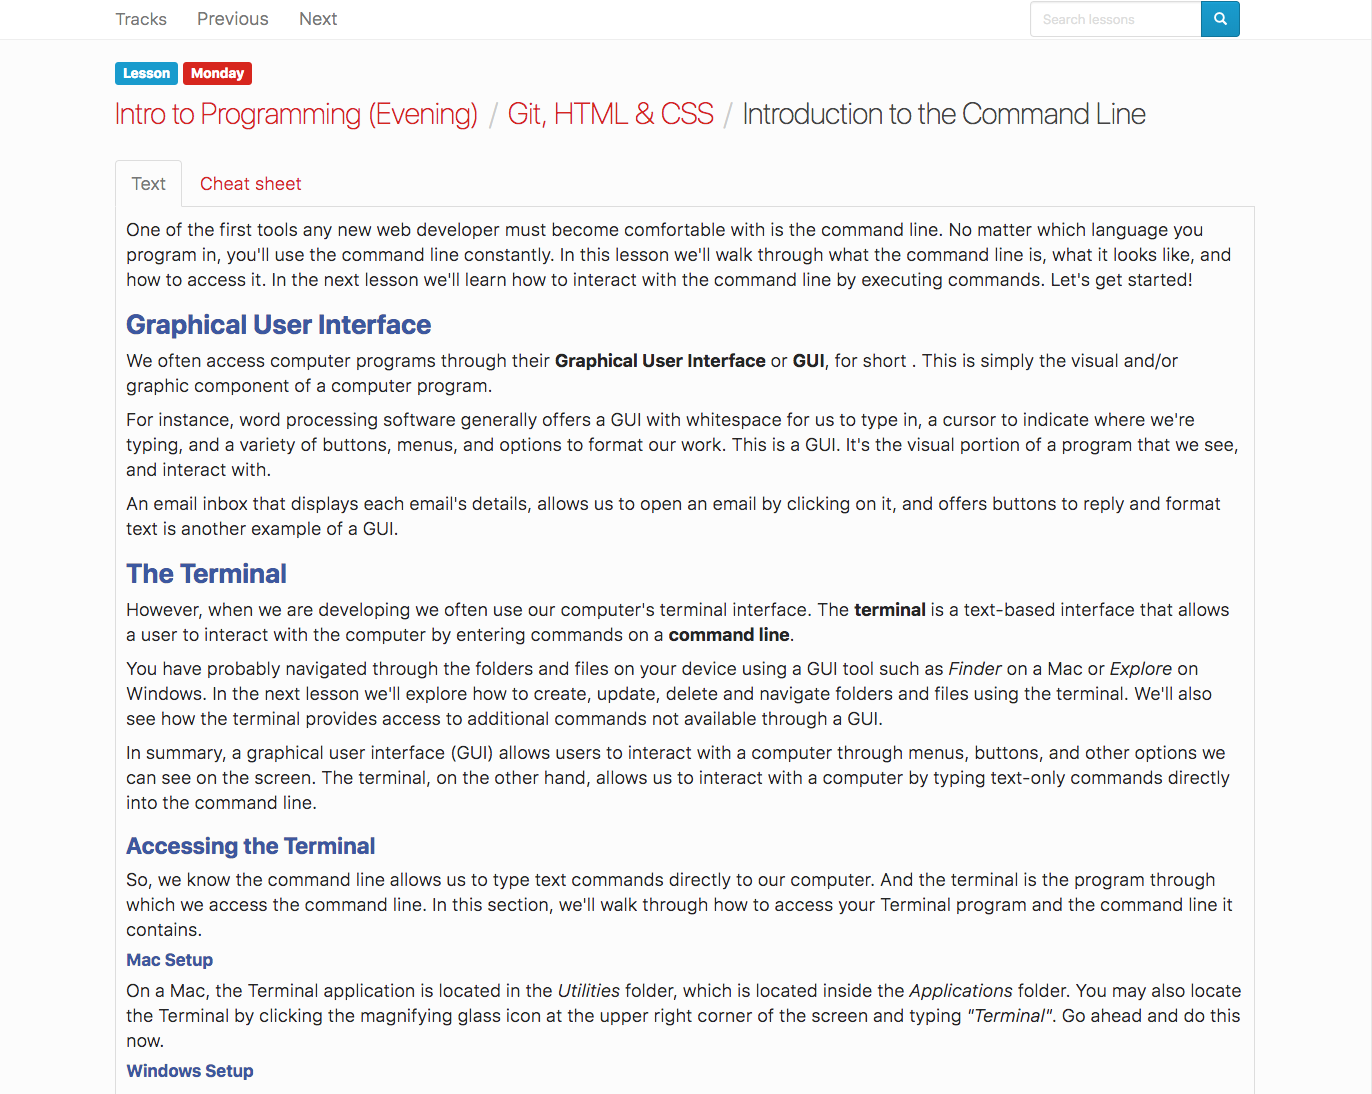 Tracks Previous Next Search lessons
Lesson Monday
Intro to Programming (Evening) / Git, HTML & CSS / Introduction to the Command Line
Text Cheat sheet
One of the first tools any new web developer must become comfortable with is the command line. No matter which language you
program in, you'll use the command line constantly. In this lesson we'll walk through what the command line is, what it looks like, and
how to access it. In the next lesson we'll learn how to interact with the command line by executing commands. Let's get started!
Graphical User Interface
We often access computer programs through their Graphical User Interface or GUI, for short . This is simply the visual and/or
graphic component of a computer program.
For instance, word processing software generally offers a GUI with whitespace for us to type in, a cursor to indicate where we're
typing, and a variety of buttons, menus, and options to format our work. This is a GUI. It's the visual portion of a program that we see,
and interact with.
An email inbox that displays each email's details, allows us to open an email by clicking on it, and offers buttons to reply and format
text is another example of a GUI.
The Terminal
However, when we are developing we often use our computer's terminal interface. The terminal is a text-based interface that allows
a user to interact with the computer by entering commands on a command line.
You have probably navigated through the folders and files on your device using a GUI tool such as Finder on a Mac or Explore on
Windows. In the next lesson we'll explore how to create, update, delete and navigate folders and files using the terminal. We'll also
see how the terminal provides access to additional commands not available through a GUI.
In summary, a graphical user interface (GUI) allows users to interact with a computer through menus, buttons, and other options we
can see on the screen. The terminal, on the other hand, allows us to interact with a computer by typing text-only commands directly
into the command line.
Accessing the Terminal
So, we know the command line allows us to type text commands directly to our computer. And the terminal is the program through
which we access the command line. In this section, we'll walk through how to access your Terminal program and the command line it
contains.
Mac Setup
On a Mac, the Terminal application is located in the Utilities folder, which is located inside the Applications folder. You may also locate
the Terminal by clicking the magnifying glass icon at the upper right corner of the screen and typing "Terminal". Go ahead and do this
now.
Windows Setup